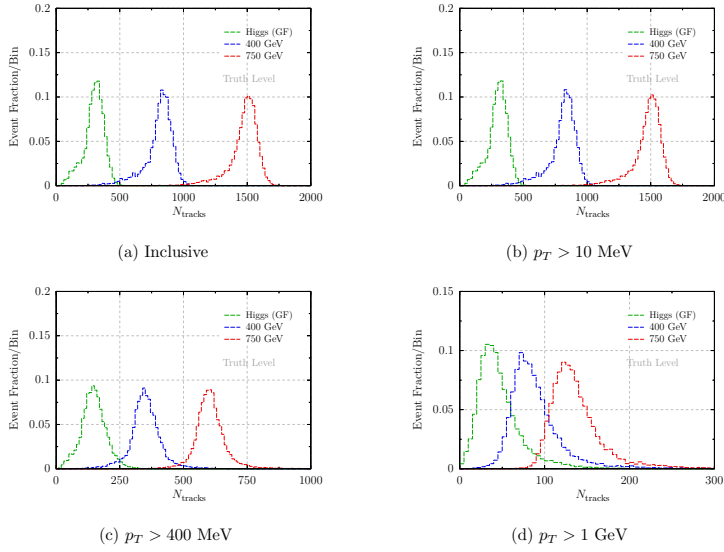 0.2
0.15
0.1
0.05
0
Event Fraction/Bin
Higgs (GF)
400 GeV
750 GeV
Truth Level
0 500 1000 1500 2000
N_tracks
(a) Inclusive
0.2
0.15
0.1
0.05
0
Event Fraction/Bin
Higgs (GF)
400 GeV
750 GeV
Truth Level
500 1000 1500 2000
N_tracks
(b) p_T > 10 MeV
0.2
0.15
0.1
0.05
0
Event Fraction/Bin
Higgs (GF)
400 GeV
750 GeV
Truth Level
0 250 500 750 1000
N_tracks
(c) p_T > 400 MeV
0.15
0.1
0.05
0
Event Fraction/Bin
Higgs (GF)
400 GeV
750 GeV
Truth Level
0 100 200 300
N_tracks
(d) p_T > 1 GeV